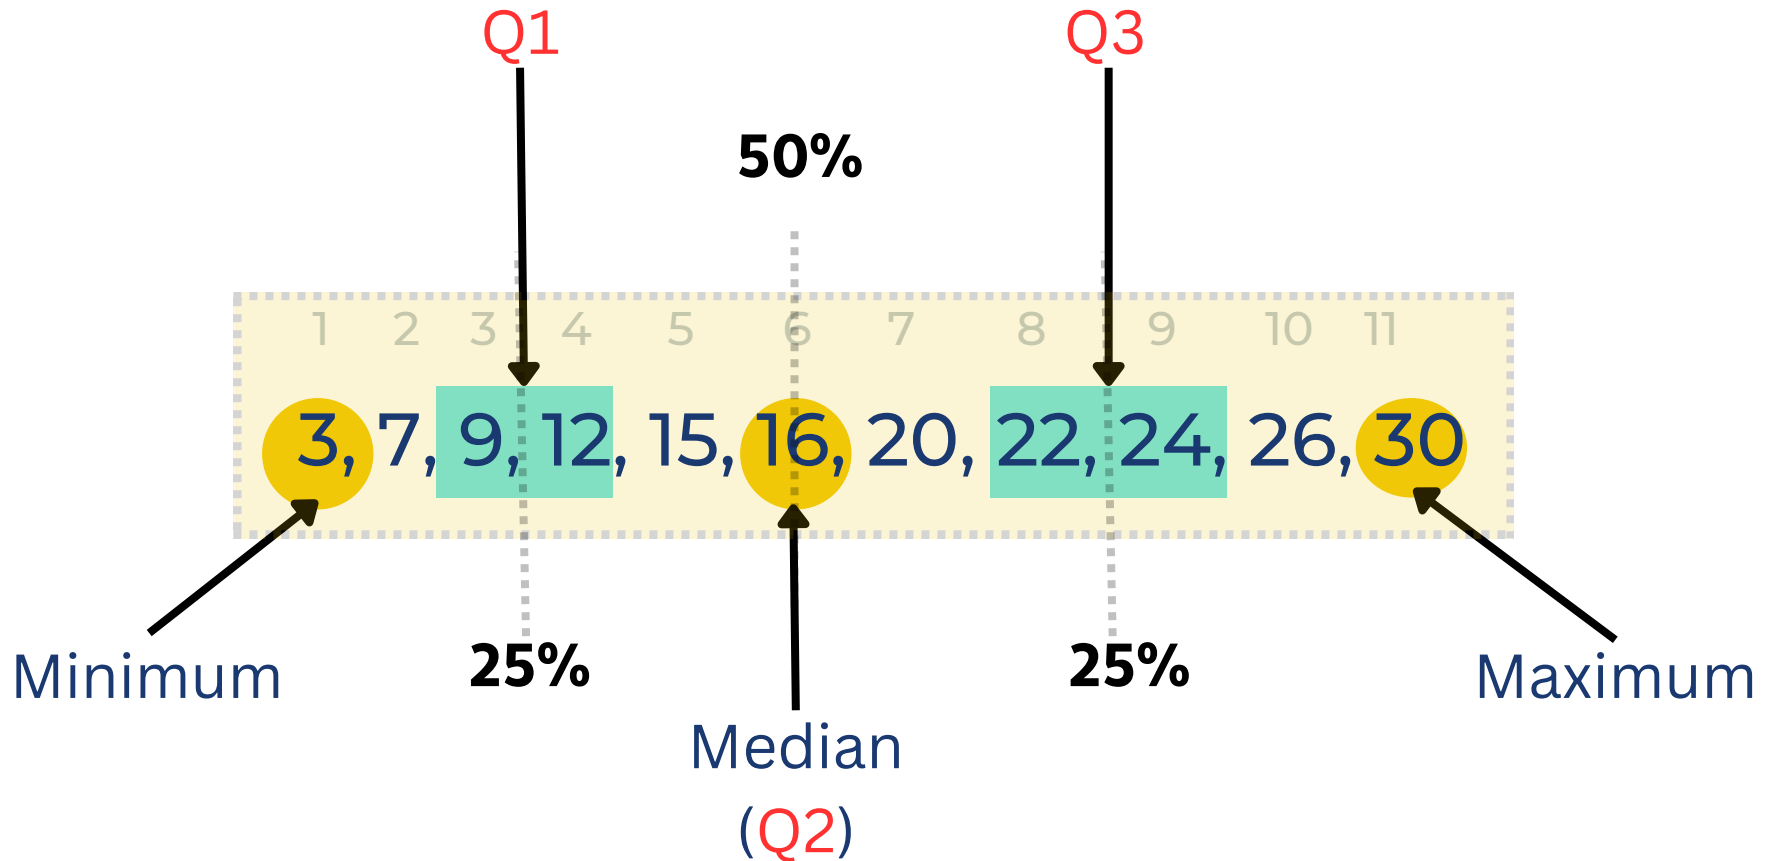 Q1 Q3
50%
1 2 3 4 5 6 7 8 9 10 11
3, 7, 9, 12, 15, 16, 20, 22, 24, 26, 30
25% 25%
Minimum Maximum
Median
(Q2)